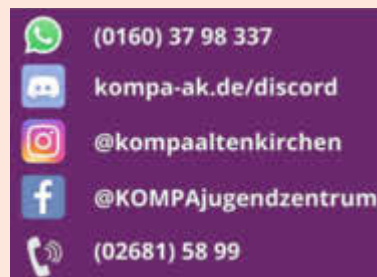 (0160) 37 98 337
kompa-ak.de/discord
@kompaaltenkirchen
@KOMPAjugendzentrum
(02681) 58 99